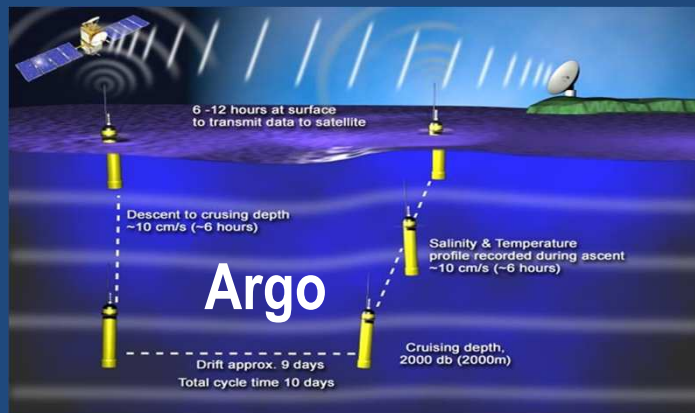 6 -12 hours at surface
to transmit data to satellite
Descent to crusing depth
~10 cm/s (~6 hours)
Salinity & Temperature
profile recorded during ascent
~10 cm/s (~6 hours)
Argo
Cruising depth,
2000 db (2000m)
Drift approx. 9 days
Total cycle time 10 days